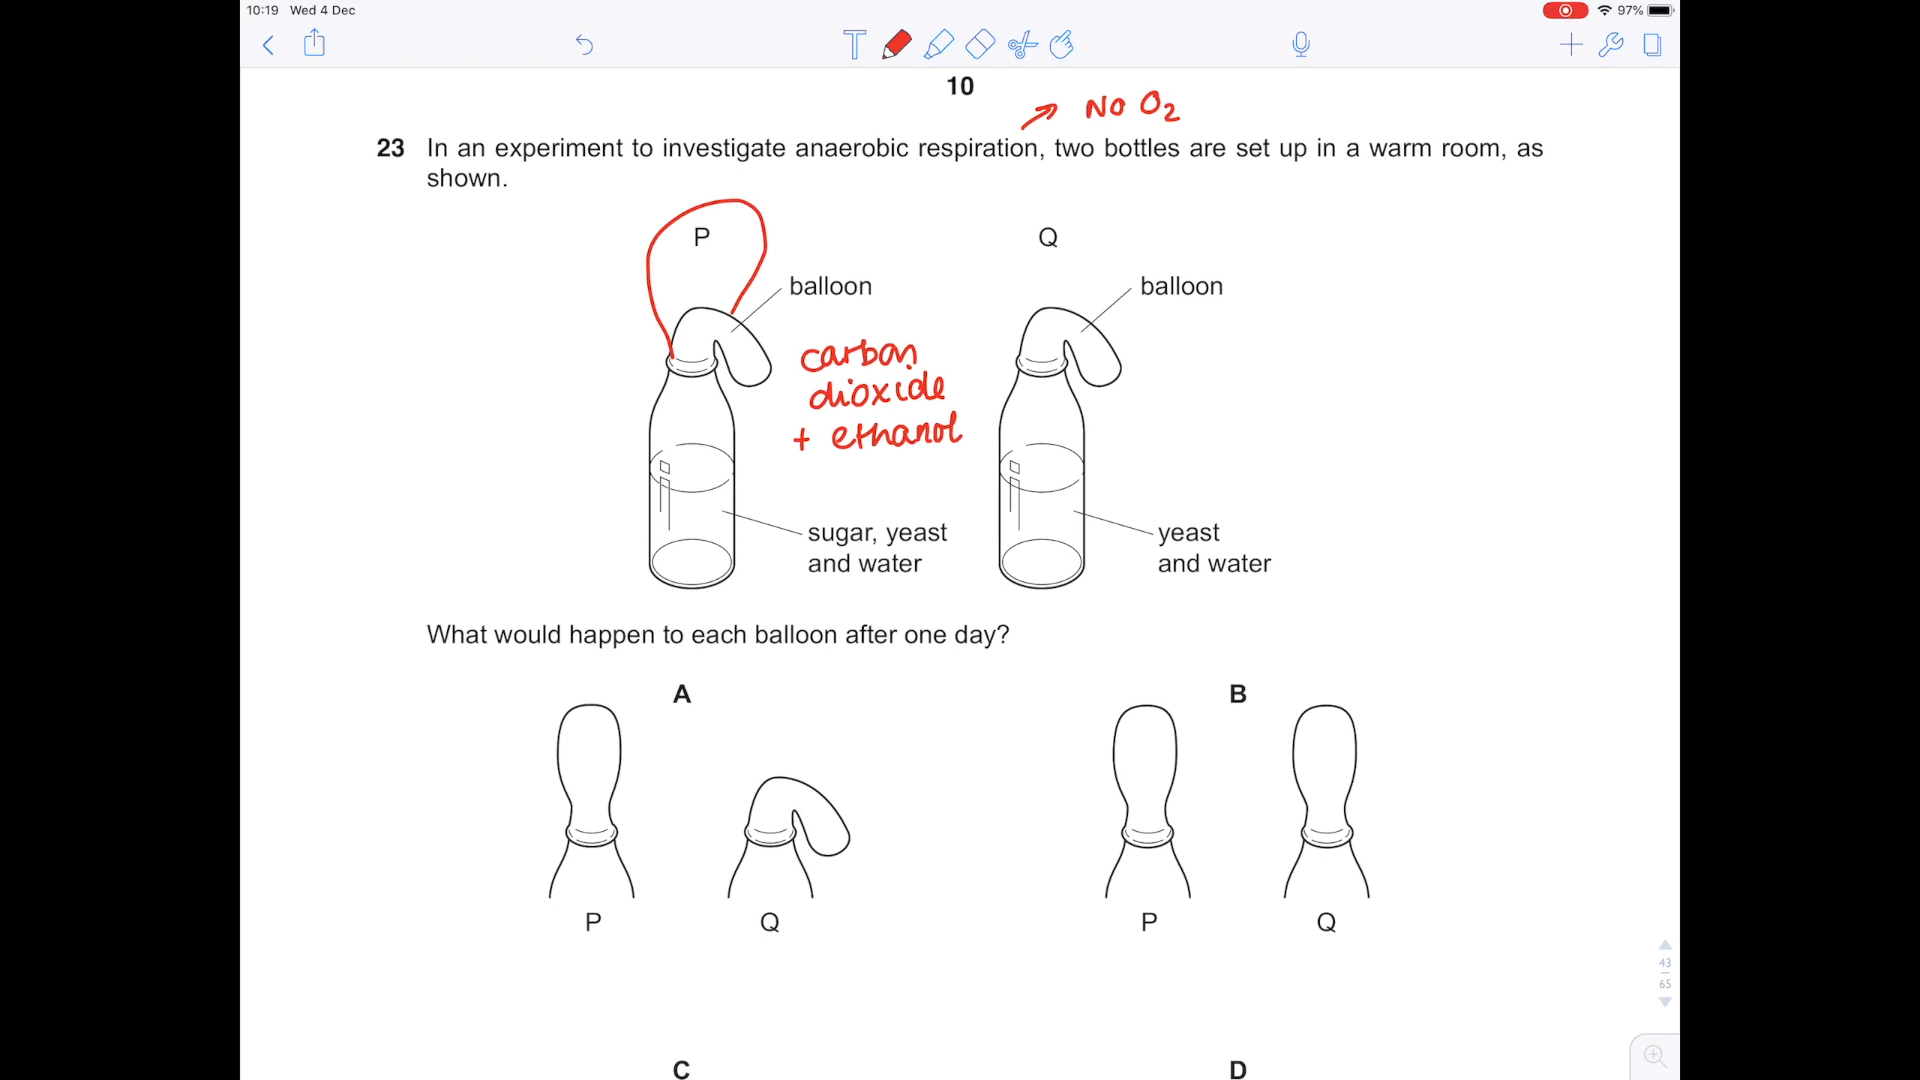 10:19 Wed 4 Dec
97%
10
No O2
23 In an experiment to investigate anaerobic respiration, two bottles are set up in a warm room, as
shown.
P
Q
balloon
balloon
carbon
dioxide
+ ethanol
sugar, yeast
and water
yeast
and water
What would happen to each balloon after one day?
A
B
P
Q
P
Q
43
65
C
D